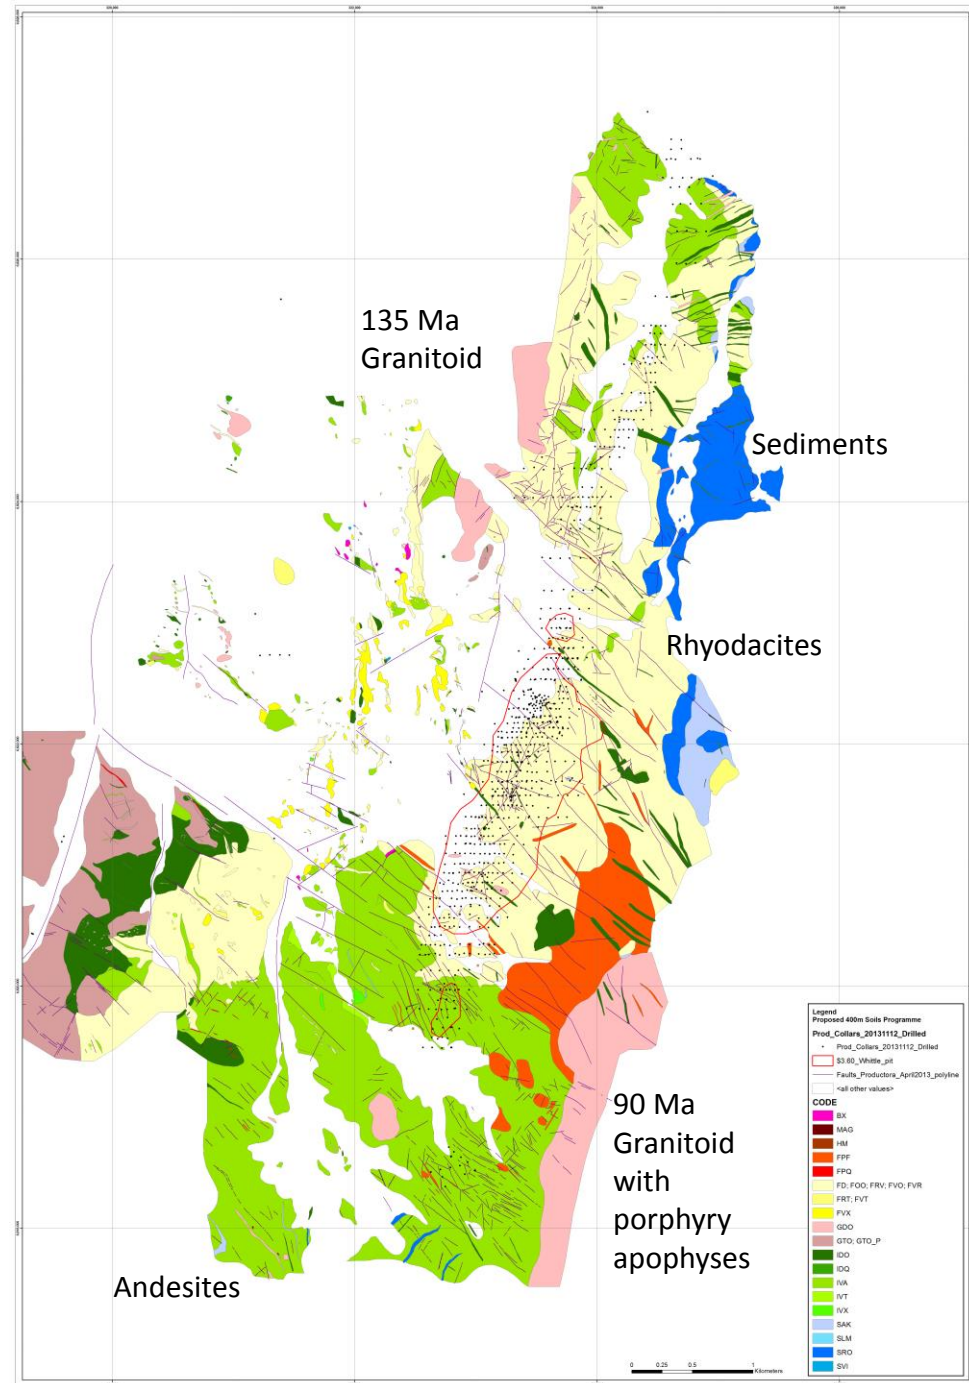 135 Ma
Granitoid
Sediments
Rhyodacites
90 Ma
Granitoid
with
porphyry
apophyses
Andesites
Legend
Proposed 400m Soils Programme
Prod_Collars_20131112_Drilled
Prod_Collars_20131112_Drilled
$3.60_Whittle_pit
Faults_Productora_April2013_polyline
<all other values>
CODE
BX
MAG
HM
FPF
FPQ
FD; FOO; FRV; FVO; FVR
FRT; FVT
FVX
GDO
GTO; GTO_P
IDO
IDQ
IVA
IVT
IVX
SAK
SLM
SRO
SVI
0 0.25 0.5 1
Kilometers